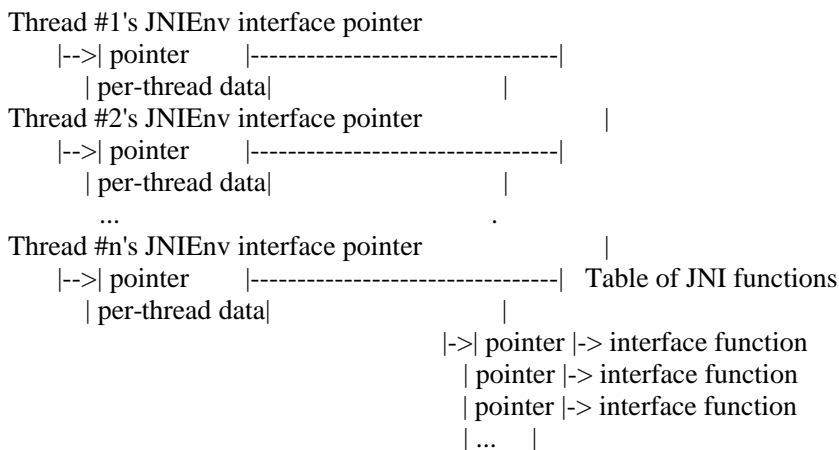 Thread #1's JNIEnv interface pointer
|-->| pointer |---------------------------------|
| per-thread data| |
Thread #2's JNIEnv interface pointer |
|-->| pointer |---------------------------------|
| per-thread data| |
... .
Thread #n's JNIEnv interface pointer |
|-->| pointer |---------------------------------| Table of JNI functions
| per-thread data| |
|->| pointer |-> interface function
| pointer |-> interface function
| pointer |-> interface function
| ... |